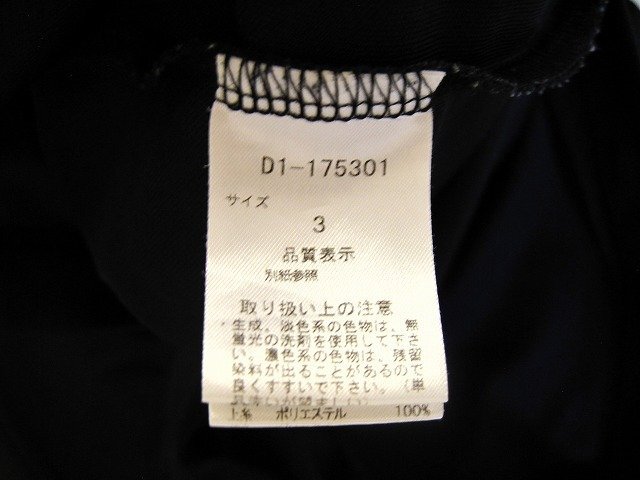 D1-175301
サイズ
3
品質表示
別紙参照
取り扱い上の注意
生成、淡色系の色物は、無
蛍光の洗剤を使用して下さ
い。濃色系の色物は、残留
染料が出ることがあるので
良くすすいで下さい。（単
ポリエステル 100%